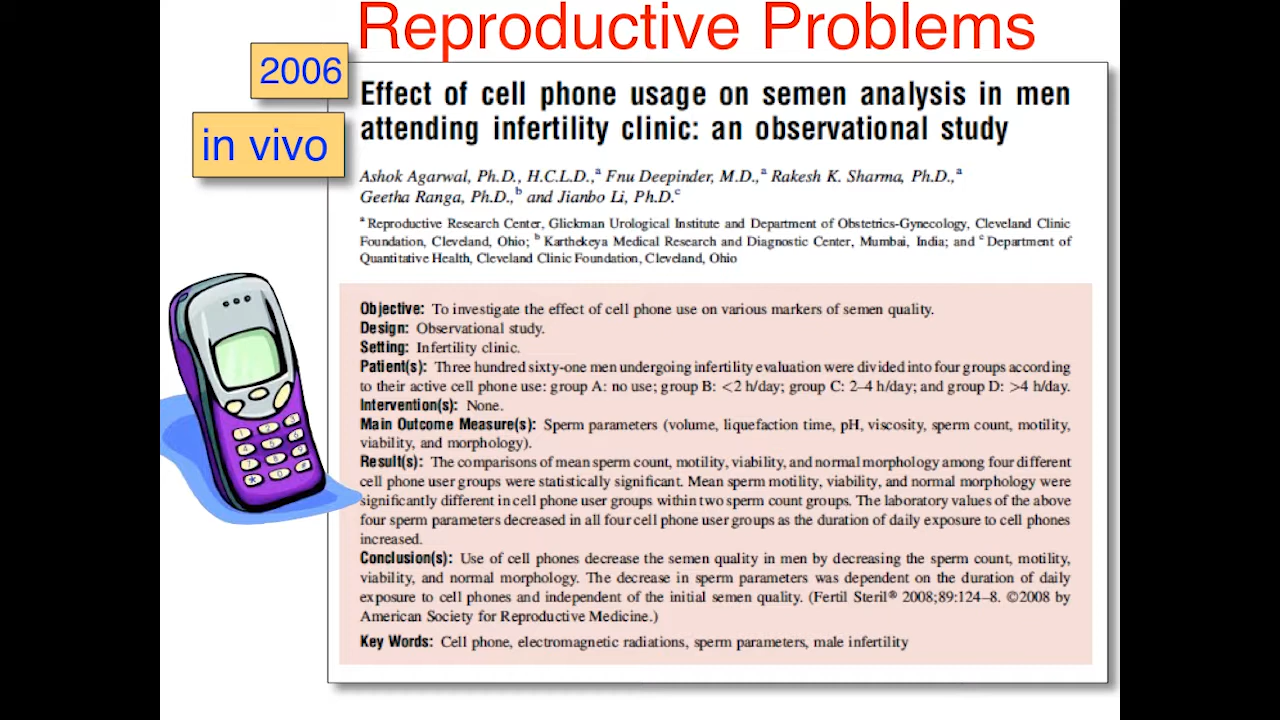 Reproductive Problems
2006
in vivo
Effect of cell phone usage on semen analysis in men
attending infertility clinic: an observational study
Ashok Agarwal, Ph.D., H.C.L.D.,a Fnu Deepinder, M.D.,a Rakesh K. Sharma, Ph.D.,a
Geetha Ranga, Ph.D.,b and Jianbo Li, Ph.D.c
a Reproductive Research Center, Glickman Urological Institute and Department of Obstetrics-Gynecology, Cleveland Clinic
Foundation, Cleveland, Ohio; b Karthekeya Medical Research and Diagnostic Center, Mumbai, India; and c Department of
Quantitative Health, Cleveland Clinic Foundation, Cleveland, Ohio
Objective: To investigate the effect of cell phone use on various markers of semen quality.
Design: Observational study.
Setting: Infertility clinic.
Patient(s): Three hundred sixty-one men undergoing infertility evaluation were divided into four groups according
to their active cell phone use: group A: no use; group B: <2 h/day; group C: 2–4 h/day; and group D: >4 h/day.
Intervention(s): None.
Main Outcome Measure(s): Sperm parameters (volume, liquefaction time, pH, viscosity, sperm count, motility,
viability, and morphology).
Result(s): The comparisons of mean sperm count, motility, viability, and normal morphology among four different
cell phone user groups were statistically significant. Mean sperm motility, viability, and normal morphology were
significantly different in cell phone user groups within two sperm count groups. The laboratory values of the above
four sperm parameters decreased in all four cell phone user groups as the duration of daily exposure to cell phones
increased.
Conclusion(s): Use of cell phones decrease the semen quality in men by decreasing the sperm count, motility,
viability, and normal morphology. The decrease in sperm parameters was dependent on the duration of daily
exposure to cell phones and independent of the initial semen quality. (Fertil Steril® 2008;89:124–8. ©2008 by
American Society for Reproductive Medicine.)
Key Words: Cell phone, electromagnetic radiations, sperm parameters, male infertility
1 2 3
4 5 6
7 8 9
* 0 #